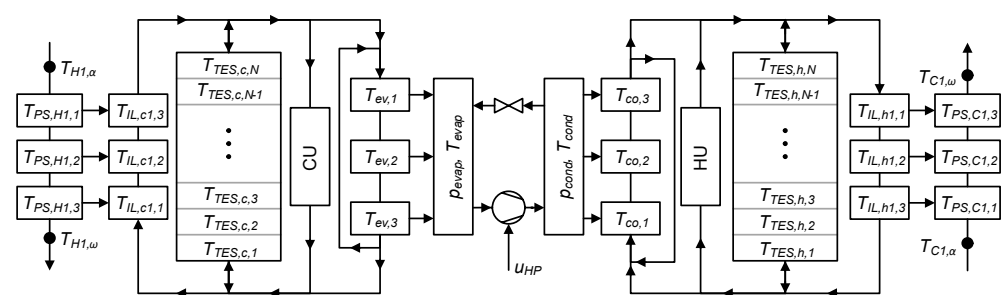 T_H1,α
T_PS,H1,1
T_PS,H1,2
T_PS,H1,3
T_H1,ω
T_IL,c1,3
T_IL,c1,2
T_IL,c1,1
T_TES,c,N
T_TES,c,N-1
T_TES,c,3
T_TES,c,2
T_TES,c,1
CU
T_ev,1
T_ev,2
T_ev,3
p_evap, T_evap
u_HP
p_cond, T_cond
T_co,3
T_co,2
T_co,1
HU
T_TES,h,N
T_TES,h,N-1
T_TES,h,3
T_TES,h,2
T_TES,h,1
T_IL,h1,1
T_IL,h1,2
T_IL,h1,3
T_C1,ω
T_PS,C1,3
T_PS,C1,2
T_PS,C1,1
T_C1,α